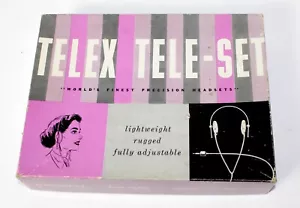 TELEX TELE-SET
"WORLD'S FINEST PRECISION HEADSETS"
lightweight
rugged
fully adjustable